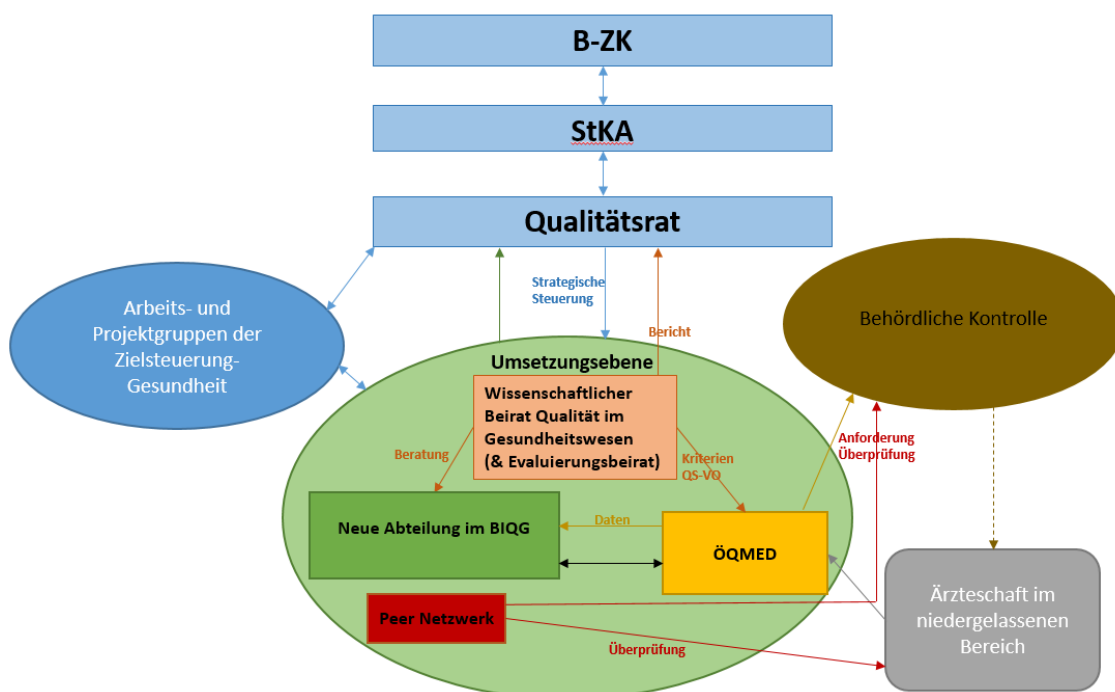 B-ZK
StKA
Qualitätsrat
Strategische
Steuerung
Bericht
Arbeits- und
Projektgruppen der
Zielsteuerung-
Gesundheit
Behördliche Kontrolle
Umsetzungsebene
Wissenschaftlicher
Beirat Qualität im
Gesundheitswesen
(& Evaluierungsbeirat)
Beratung
Kriterien
QS-VO
Anforderung
Überprüfung
Neue Abteilung im BIQG
Daten
ÖQMED
Peer Netzwerk
Überprüfung
Ärzteschaft im
niedergelassenen
Bereich